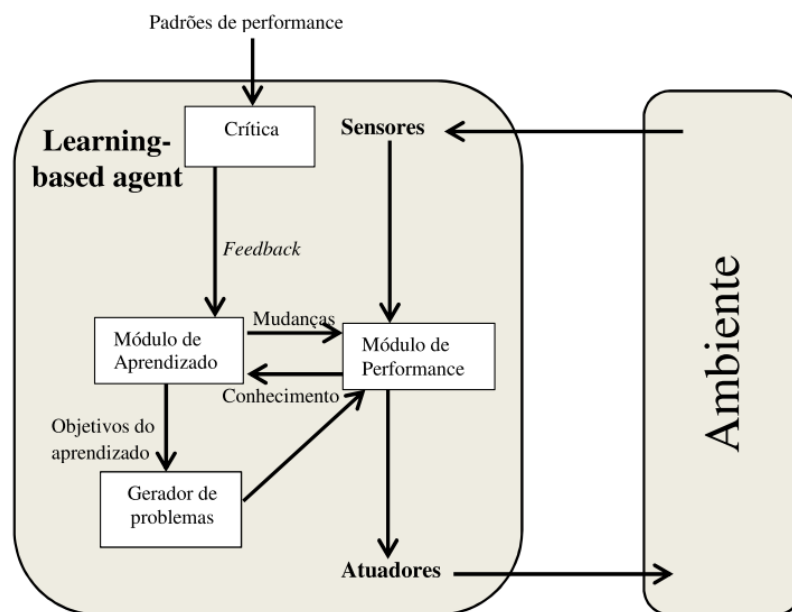 Padrões de performance
Crítica
Sensores
Learning-
based agent
Feedback
Mudanças
Módulo de
Aprendizado
Módulo de
Performance
Conhecimento
Objetivos do
aprendizado
Gerador de
problemas
Atuadores
Ambiente